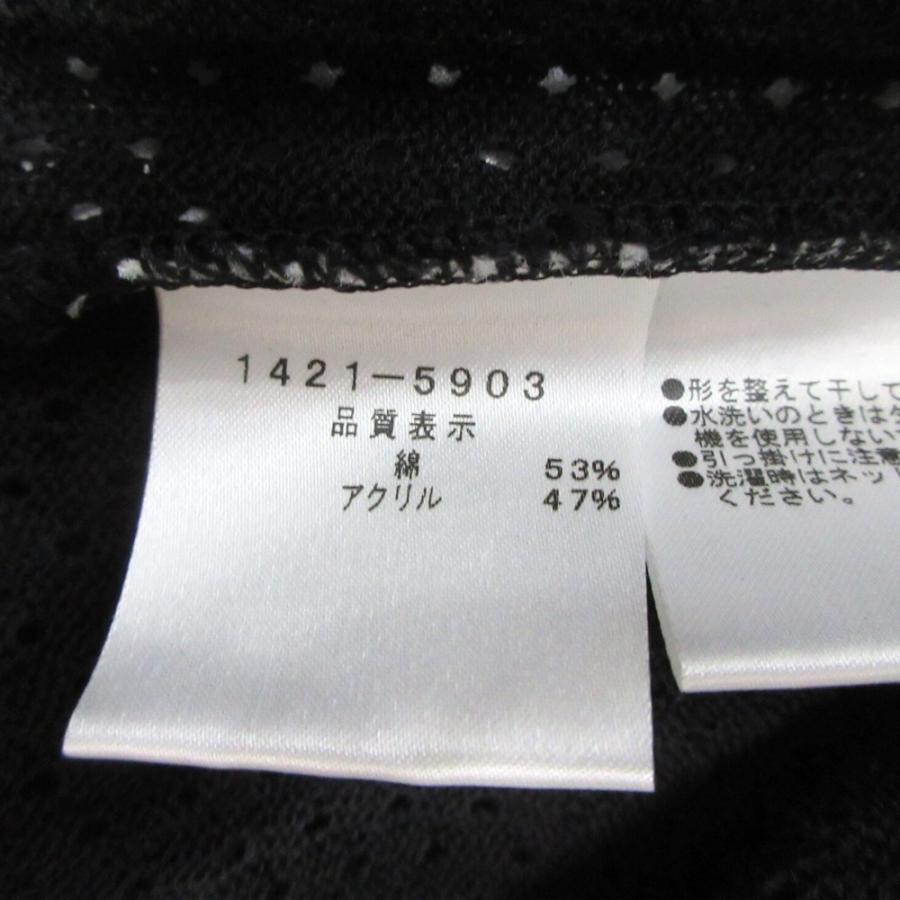 1421-5903
品質表示
綿 53%
アクリル 47%
●形を整えて干して
●水洗いのときは
機を使用しない
●引っ掛けに注意
●洗濯時はネッ
ください。